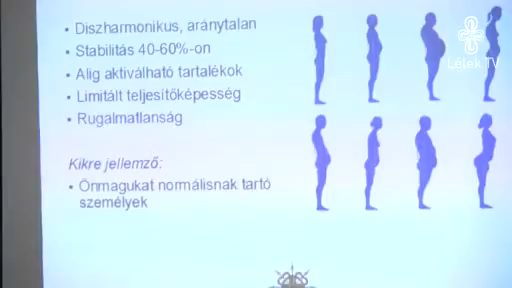 • Diszharmonikus, aránytalan
• Stabilitás 40-60%-on
• Alig aktiválható tartalékok
• Limitált teljesítőképesség
• Rugalmatlanság
Kikre jellemző:
• Önmagukat normálisnak tartó
személyek
Lélek TV